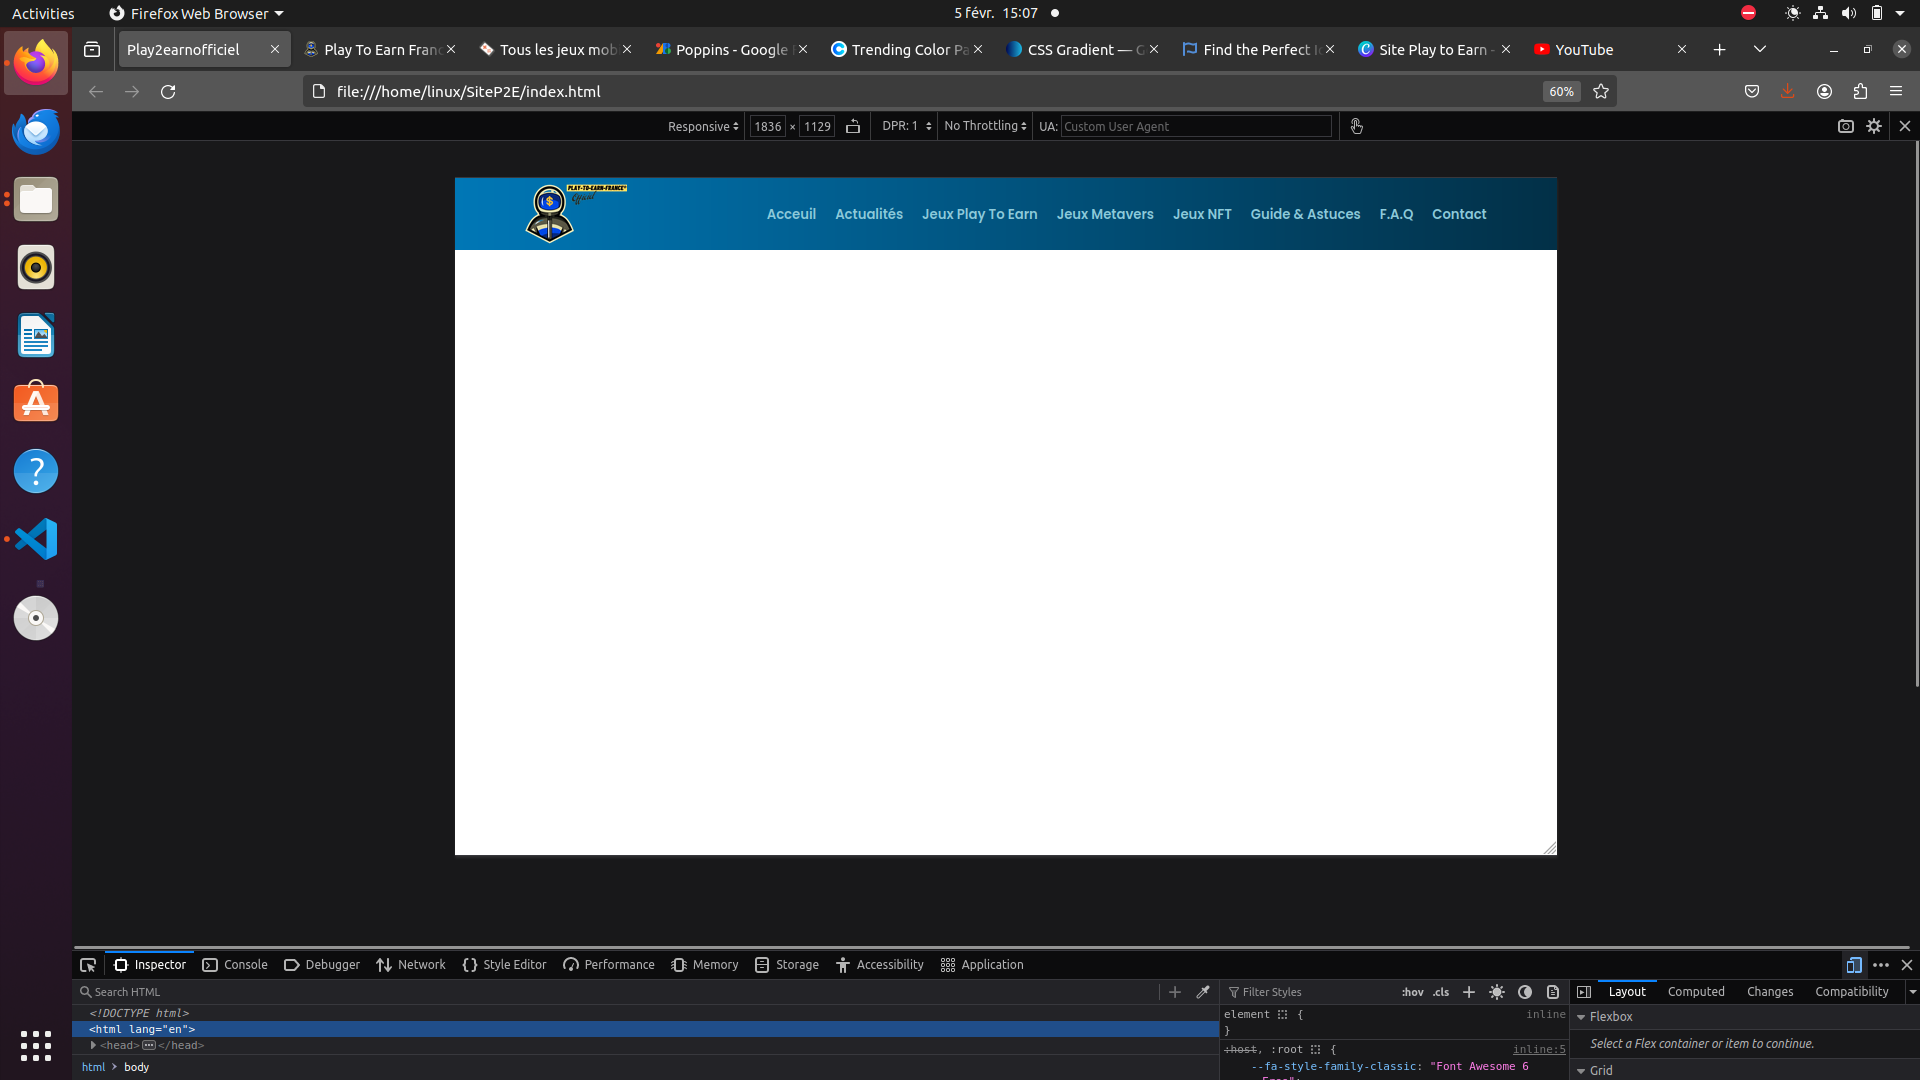 Activities Firefox Web Browser 5 févr. 15:07
Play2earnofficiel Play To Earn Franc Tous les jeux mob Poppins - Google F Trending Color Pa CSS Gradient — G Find the Perfect Ic Site Play to Earn - YouTube
file:///home/linux/SiteP2E/index.html 60%
Responsive 1836 × 1129 DPR: 1 No Throttling UA: Custom User Agent
PLAY-TO-EARN-FRANCE
Officiel
Acceuil Actualités Jeux Play To Earn Jeux Metavers Jeux NFT Guide & Astuces F.A.Q Contact
Inspector Console Debugger Network Style Editor Performance Memory Storage Accessibility Application
Search HTML Filter Styles :hov .cls Layout Computed Changes Compatibility
<!DOCTYPE html> element { inline Flexbox
<html lang="en"> } Select a Flex container or item to continue.
<head> </head> :host, :root { inline:5
html > body --fa-style-family-classic: "Font Awesome 6 Grid